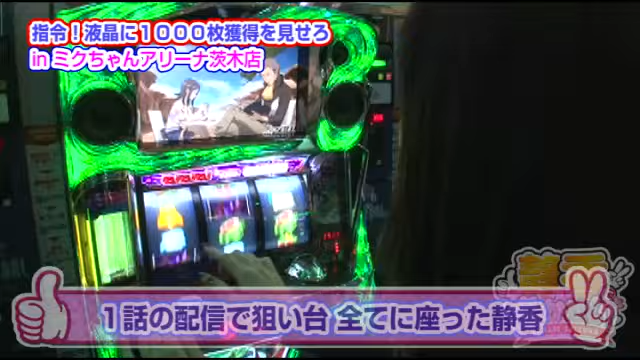 指令！液晶に１０００枚獲得を見せろ
in ミクちゃんアリーナ茨木店
１話の配信で狙い台 全てに座った静香